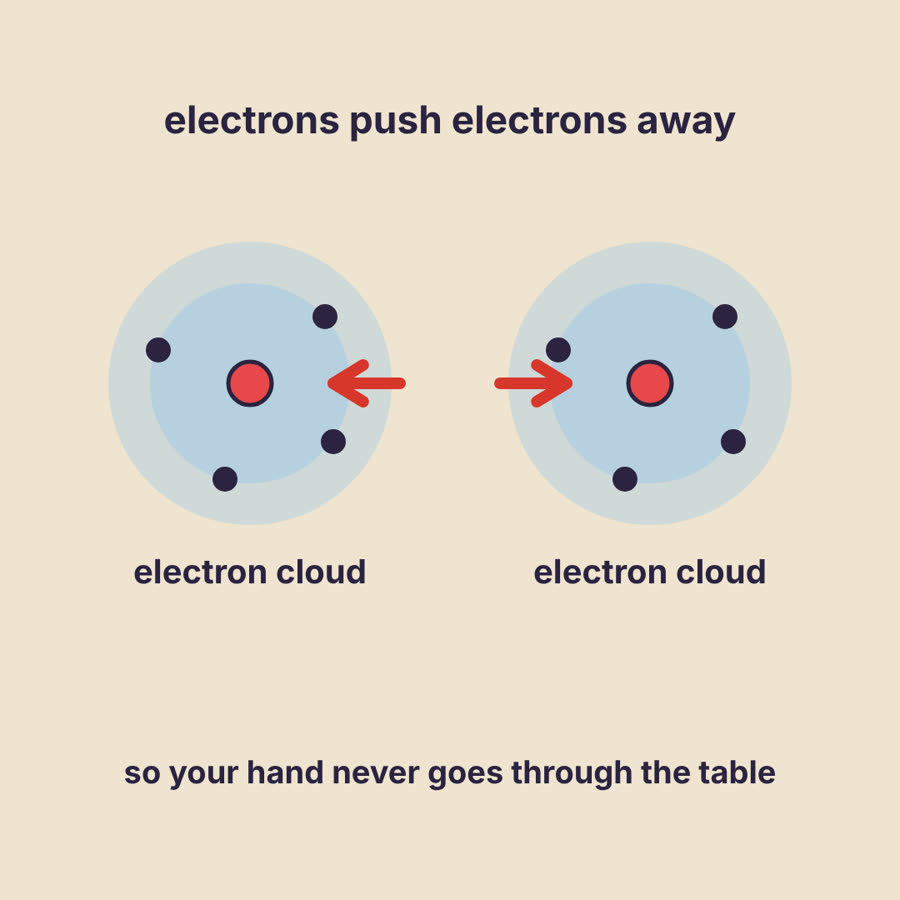 electrons push electrons away
electron cloud
electron cloud
so your hand never goes through the table